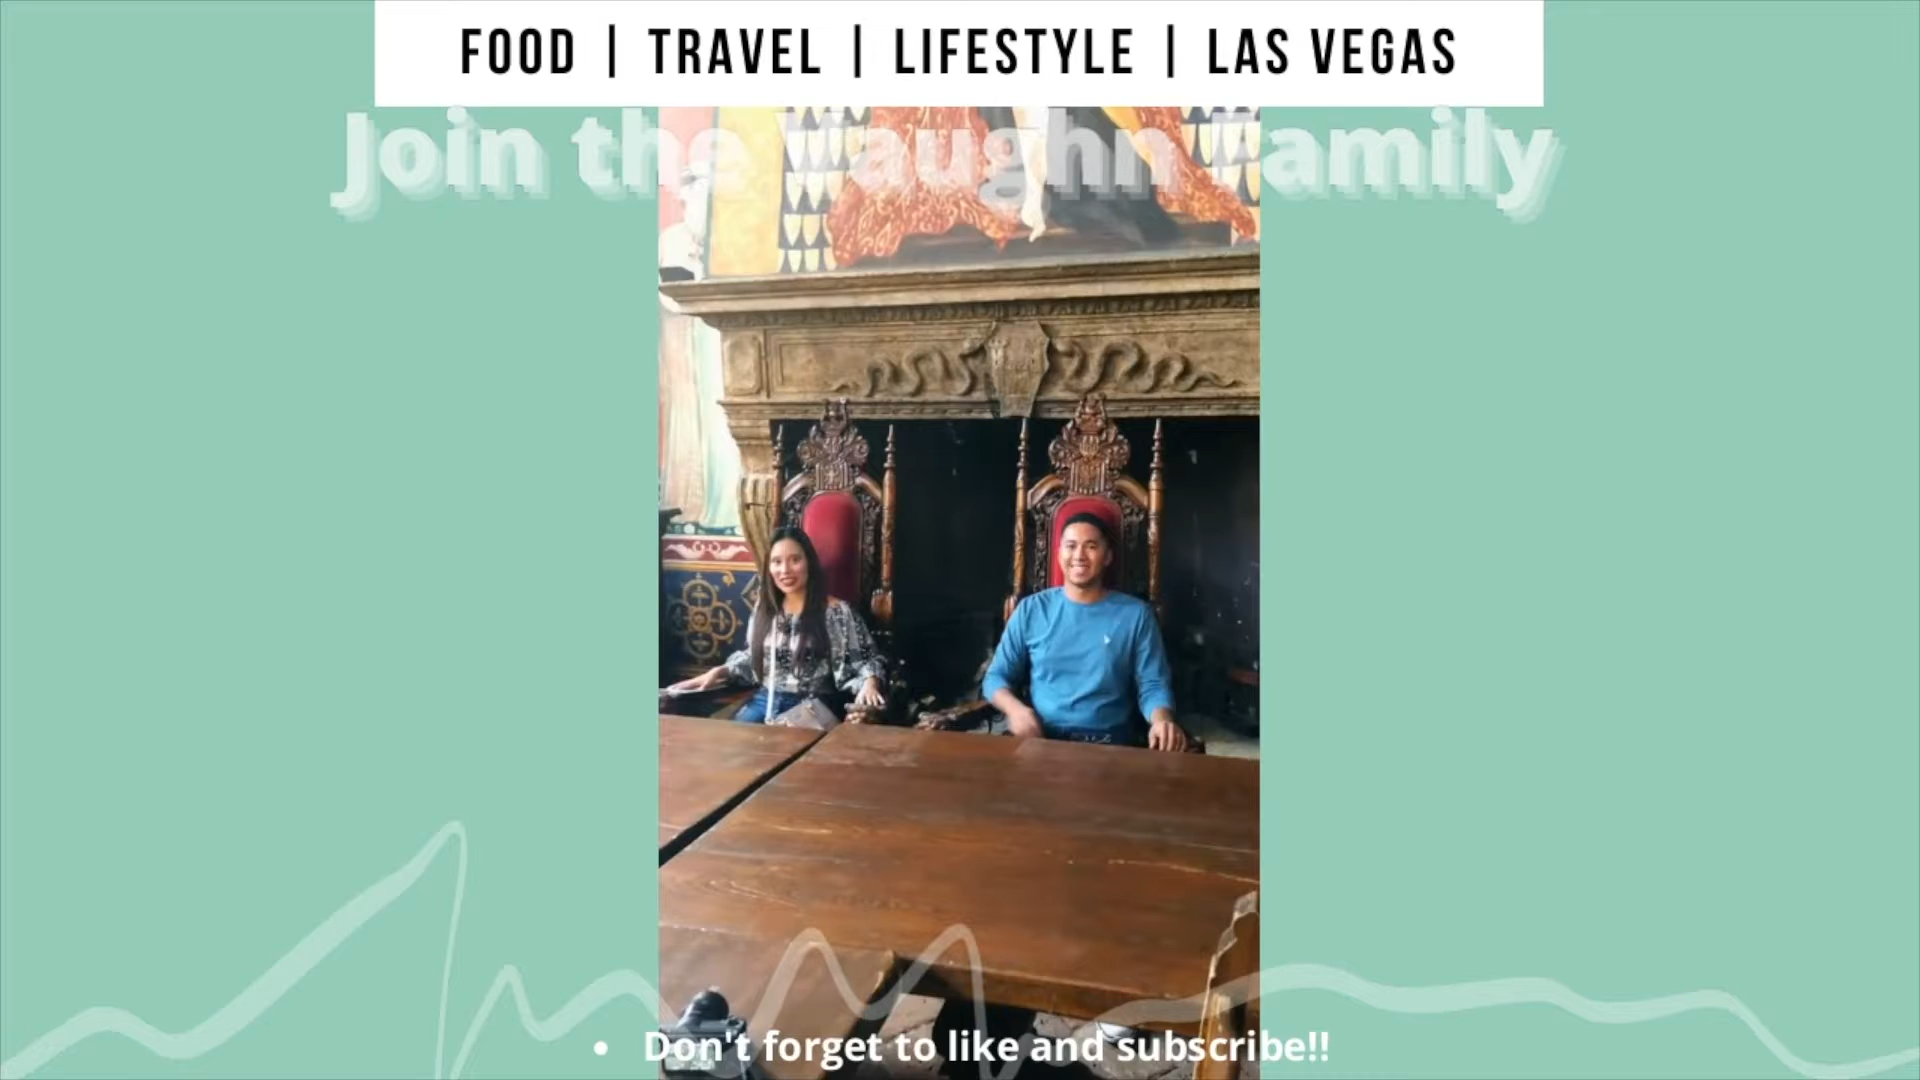 FOOD | TRAVEL | LIFESTYLE | LAS VEGAS
Join the Vaughn Family
• Don't forget to like and subscribe!!